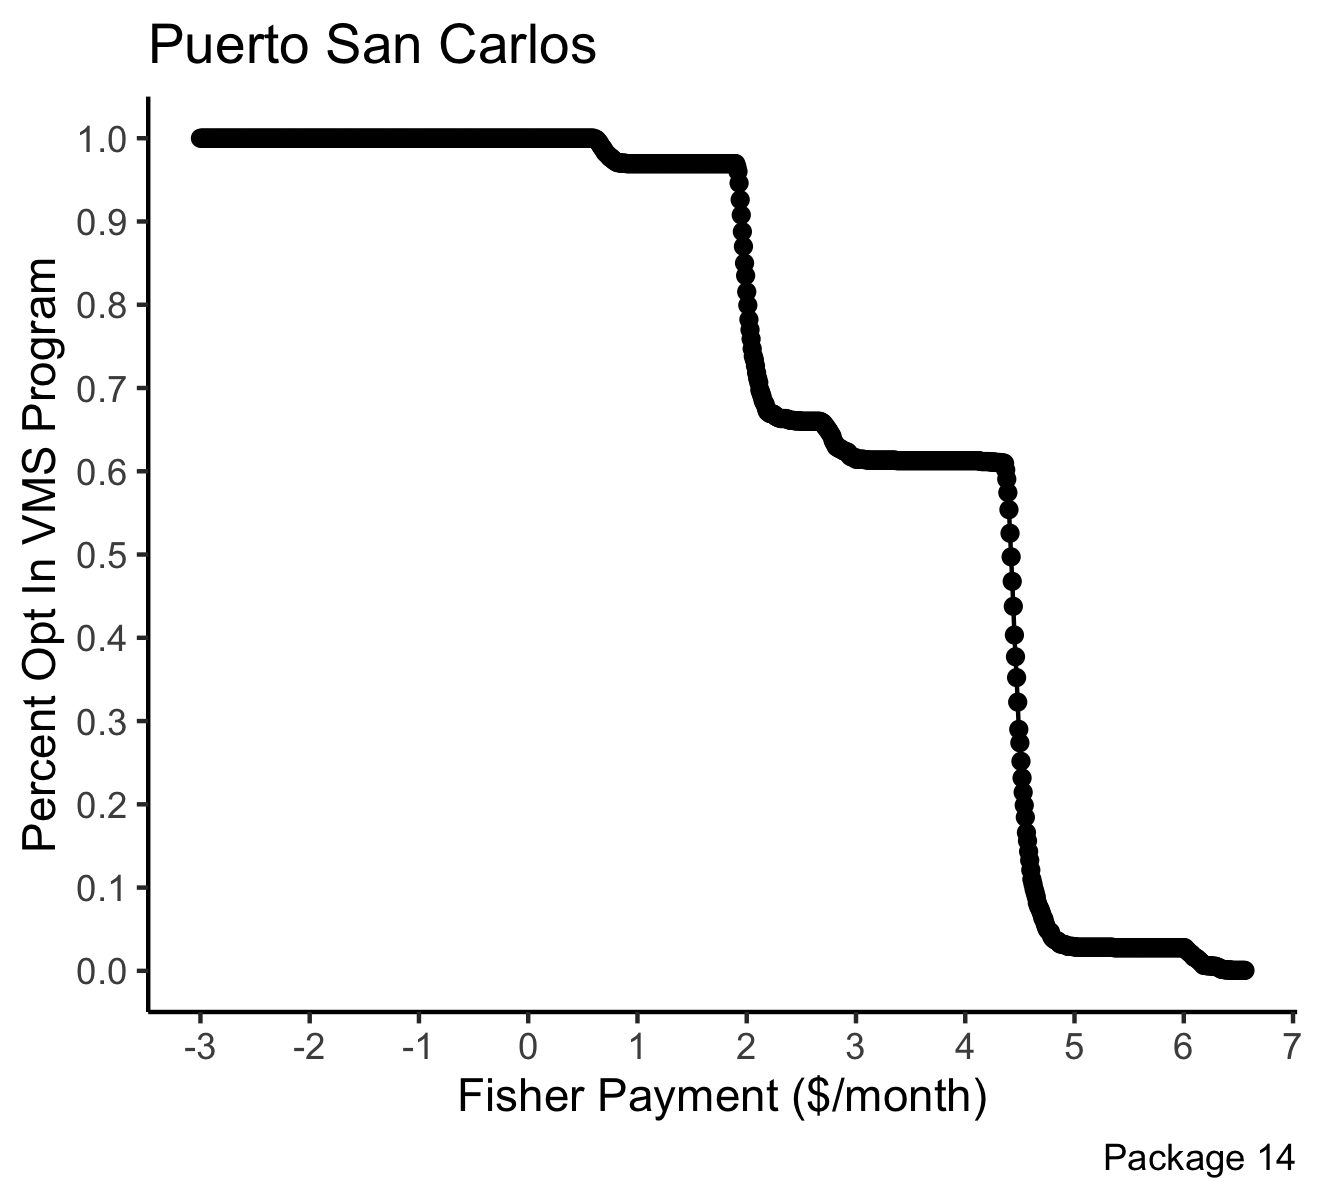 Puerto San Carlos
Percent Opt In VMS Program
1.0
0.9
0.8
0.7
0.6
0.5
0.4
0.3
0.2
0.1
0.0
-3 -2 -1 0 1 2 3 4 5 6 7
Fisher Payment ($/month)
Package 14